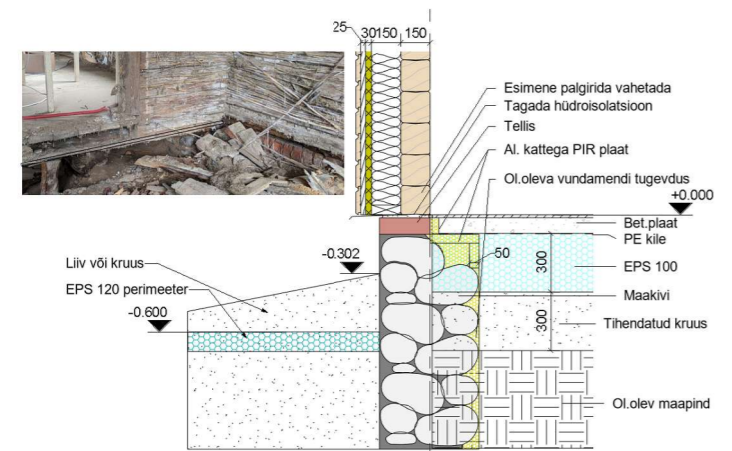 25
30
150
150
Esimene palgirida vahetada
Tagada hüdroisolatsioon
Tellis
Al. kattega PIR plaat
Ol.oleva vundamendi tugevdus
+0.000
Bet.plaat
PE kile
-0.302
50
300
EPS 100
Liiv või kruus
EPS 120 perimeeter
-0.600
Maakivi
300
Tihendatud kruus
Ol.olev maapind